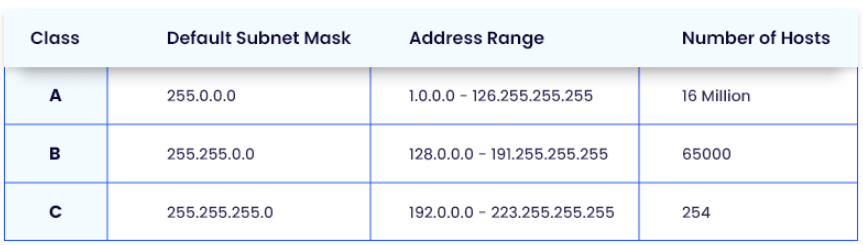 Class Default Subnet Mask Address Range Number of Hosts
A 255.0.0.0 1.0.0.0 - 126.255.255.255 16 Million
B 255.255.0.0 128.0.0.0 - 191.255.255.255 65000
C 255.255.255.0 192.0.0.0 - 223.255.255.255 254